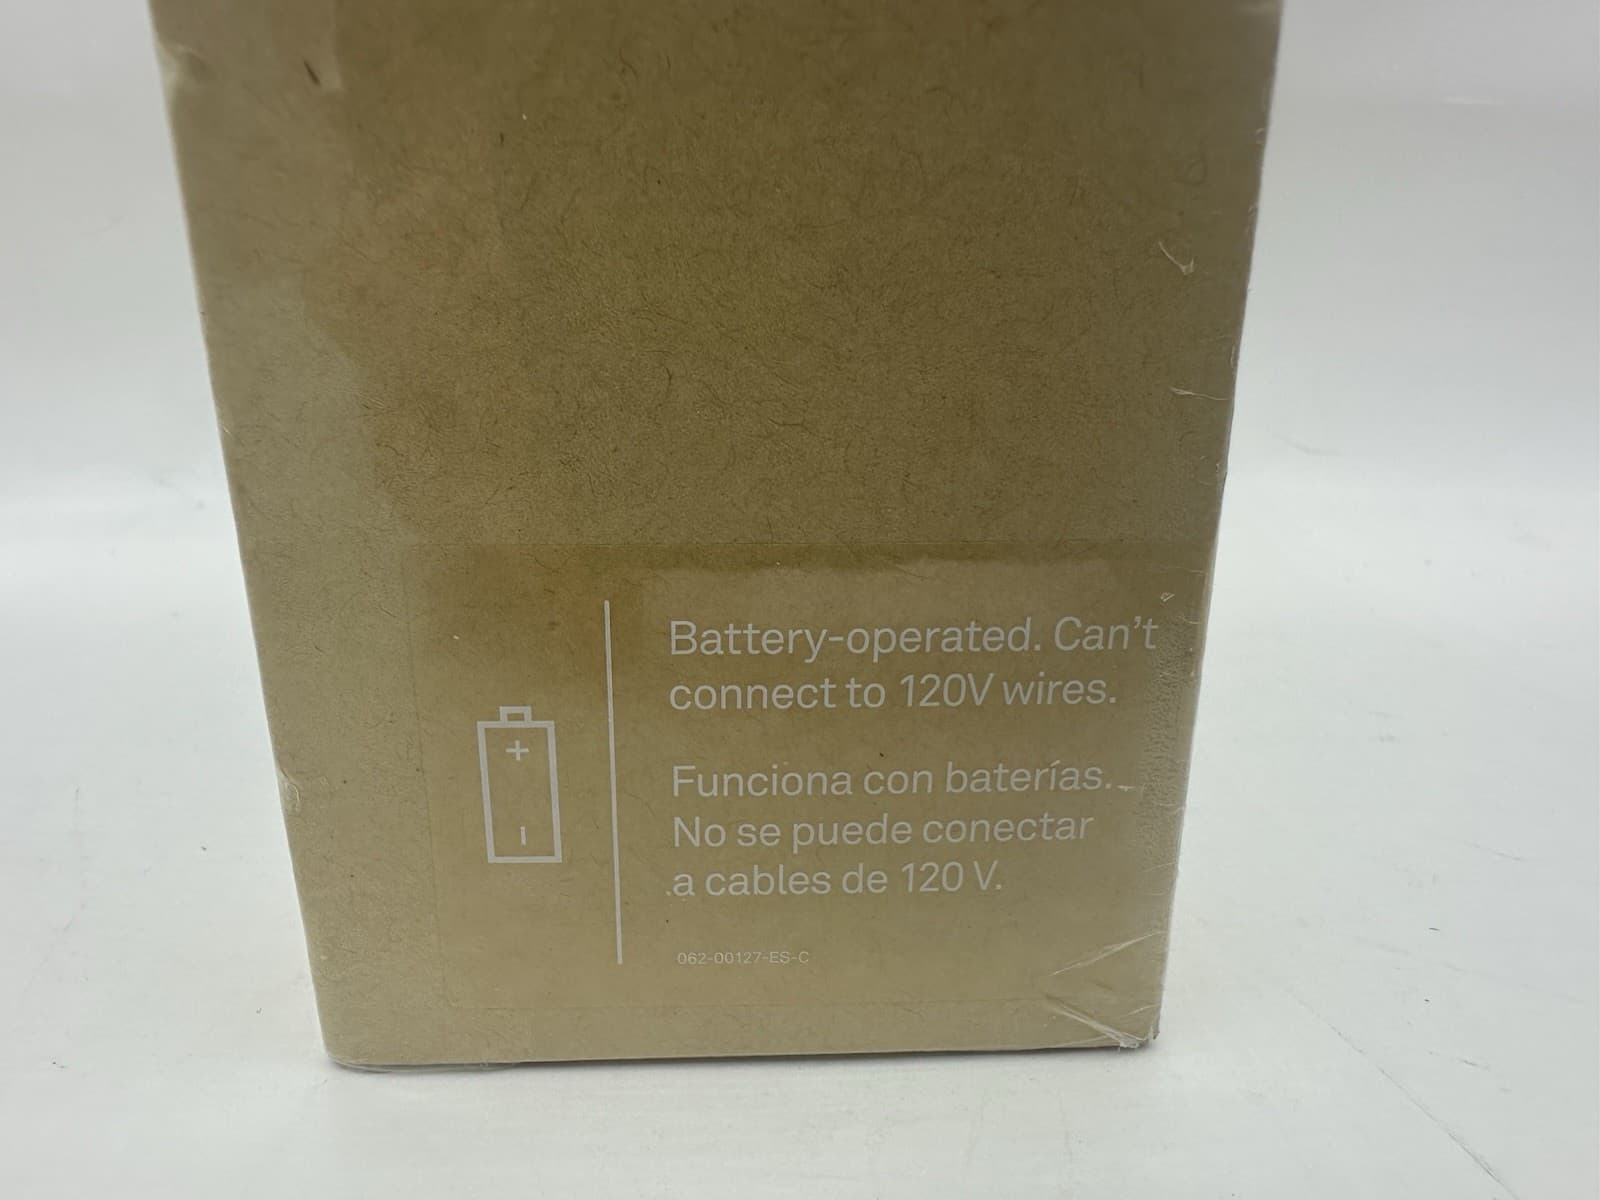 Battery-operated. Can't
connect to 120V wires.
Funciona con baterías.
No se puede conectar
a cables de 120 V.
062-00127-ES-C